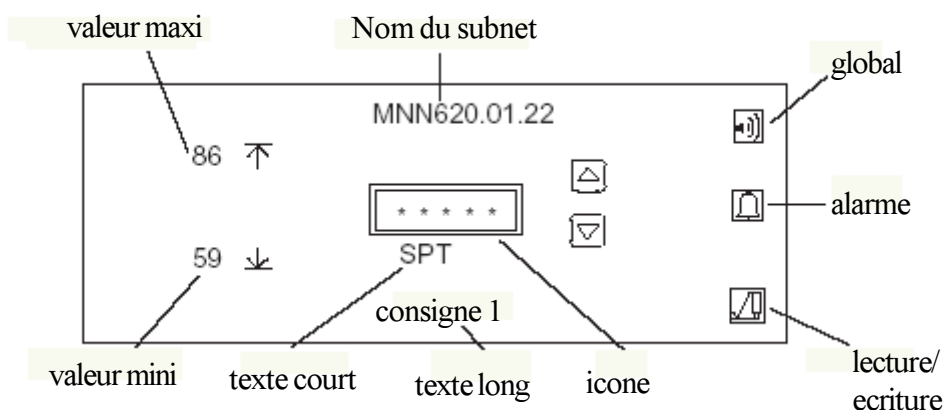 valeur maxi
Nom du subnet
global
MNN620.01.22
86
* * * * *
alarme
59
SPT
consigne 1
valeur mini
texte court
texte long
icone
lecture/
ecriture